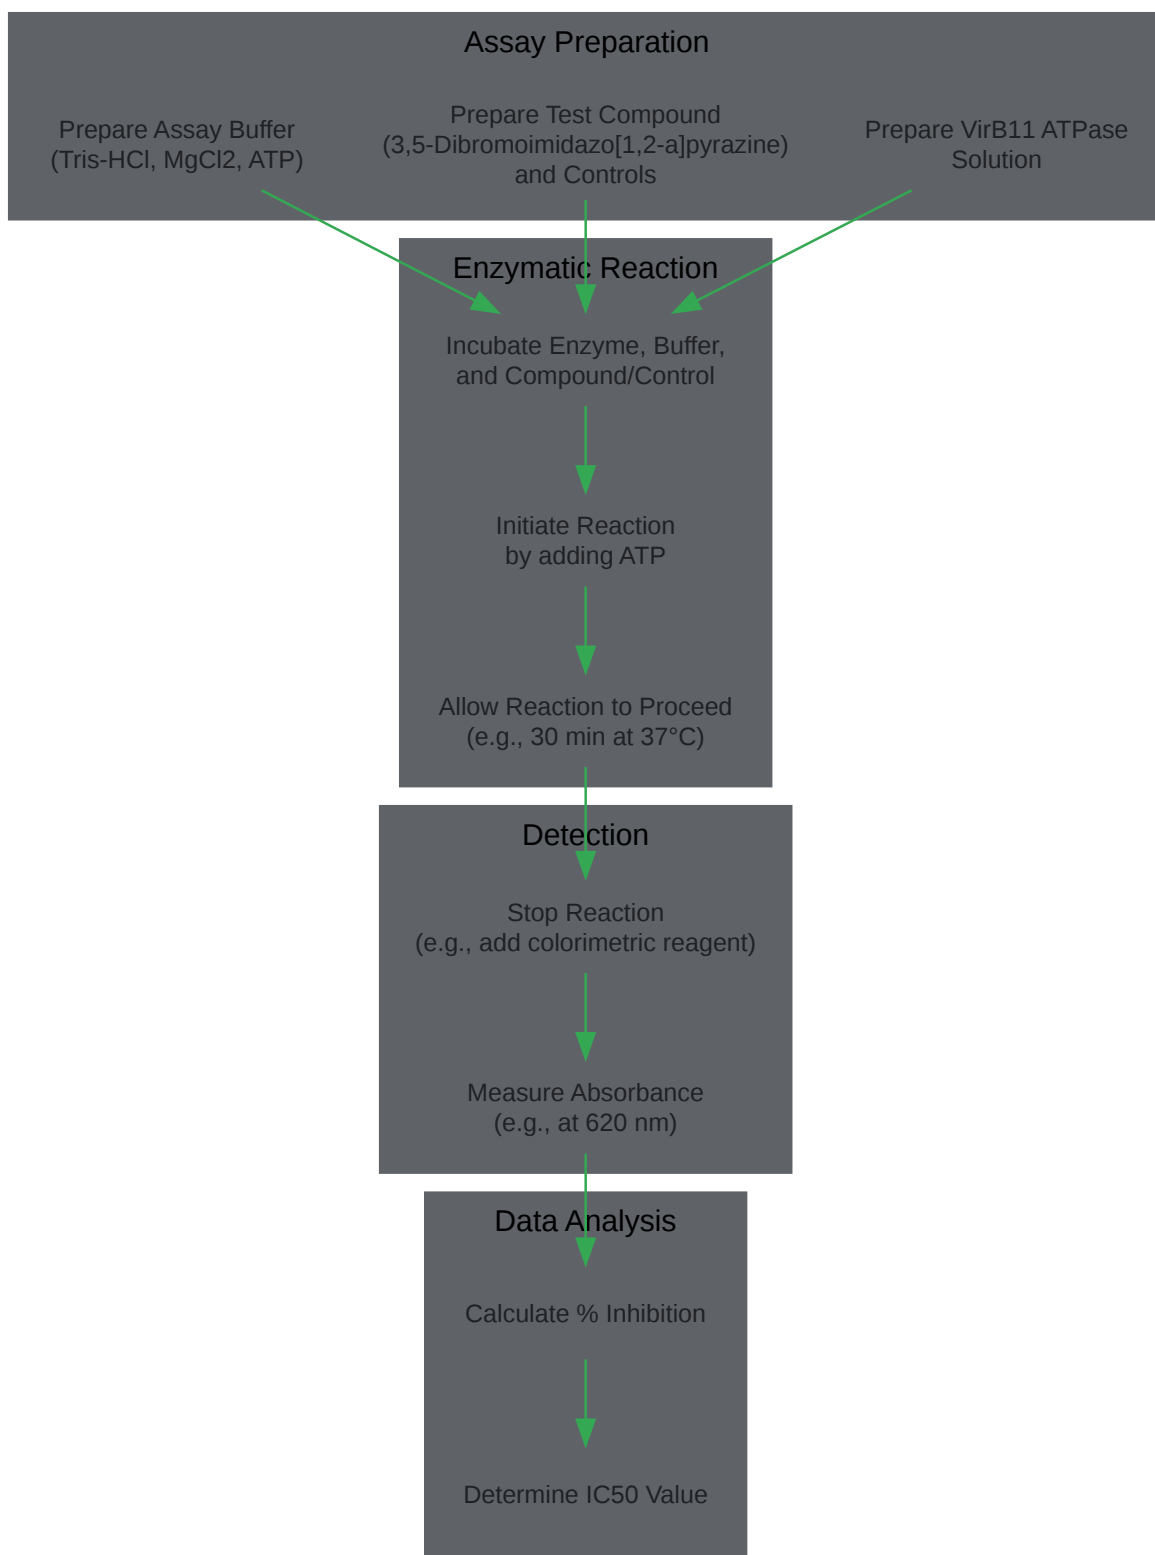 Assay Preparation
Prepare Assay Buffer
(Tris-HCl, MgCl2, ATP)
Prepare Test Compound
(3,5-Dibromoimidazo[1,2-a]pyrazine)
and Controls
Prepare VirB11 ATPase
Solution
Enzymatic Reaction
Incubate Enzyme, Buffer,
and Compound/Control
Initiate Reaction
by adding ATP
Allow Reaction to Proceed
(e.g., 30 min at 37°C)
Detection
Stop Reaction
(e.g., add colorimetric reagent)
Measure Absorbance
(e.g., at 620 nm)
Data Analysis
Calculate % Inhibition
Determine IC50 Value